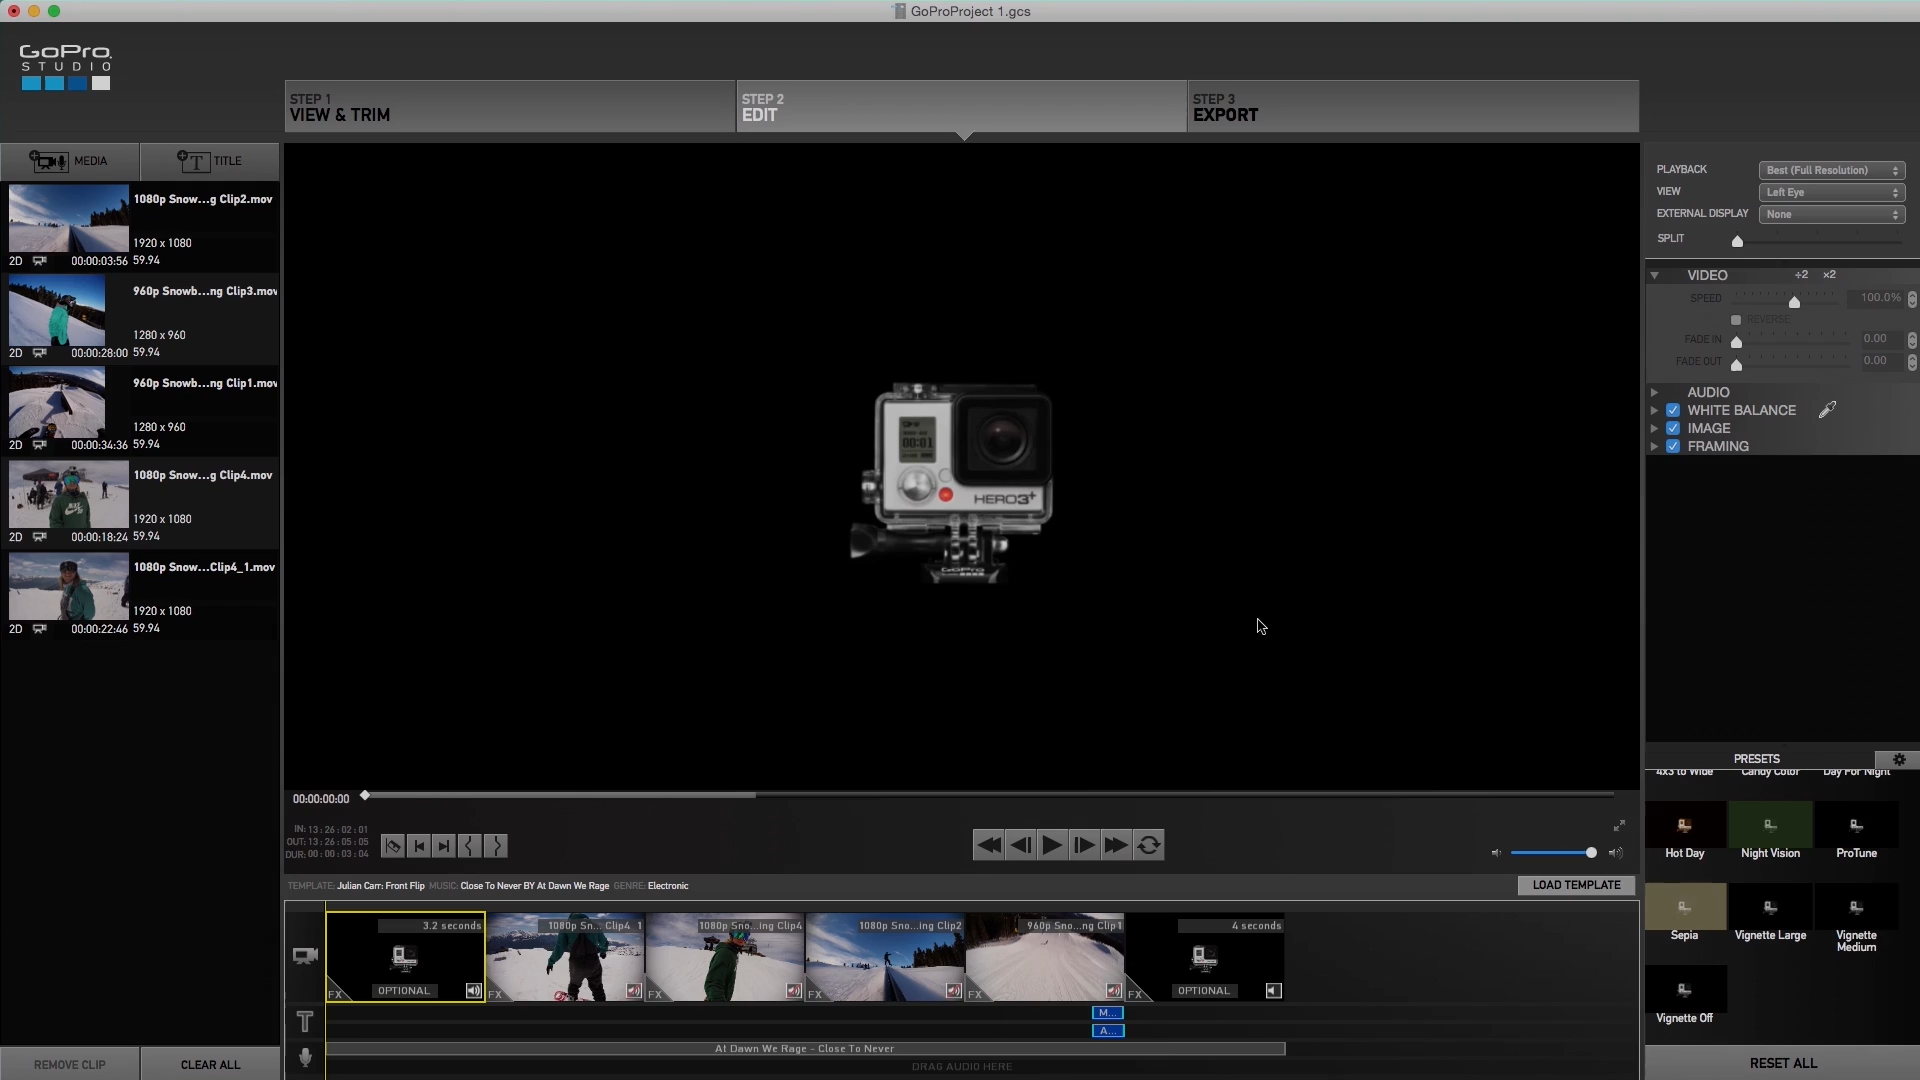 GoProProject 1.gcs
GoPro
STUDIO
STEP 1
VIEW & TRIM
STEP 2
EDIT
STEP 3
EXPORT
MEDIA
TITLE
1080p Snow...g Clip2.mov
1920 x 1080
2D 00:00:03:56 59.94
960p Snowb...ng Clip3.mov
1280 x 960
2D 00:00:28:00 59.94
960p Snowb...ng Clip1.mov
1280 x 960
2D 00:00:34:36 59.94
1080p Snow...g Clip4.mov
1920 x 1080
2D 00:00:18:24 59.94
1080p Snow...Clip4_1.mov
1920 x 1080
2D 00:00:22:46 59.94
REMOVE CLIP
CLEAR ALL
00:01
HERO3+
GoPro
00:00:00:00
IN: 13:26:02:01
OUT: 13:26:05:05
DUR: 00:00:03:04
TEMPLATE: Julian Carr: Front Flip MUSIC: Close To Never BY At Dawn We Rage GENRE: Electronic
LOAD TEMPLATE
3.2 seconds
OPTIONAL
FX
1080p Sn... Clip4_1
FX
1080p Sno...ing Clip4
FX
1080p Sno...ing Clip2
FX
960p Sno...ng Clip1
FX
4 seconds
OPTIONAL
FX
T
M...
A...
At Dawn We Rage - Close To Never
DRAG AUDIO HERE
PLAYBACK Best (Full Resolution)
VIEW Left Eye
EXTERNAL DISPLAY None
SPLIT
VIDEO ÷2 x2
SPEED 100.0%
REVERSE
FADE IN 0.00
FADE OUT 0.00
AUDIO
WHITE BALANCE
IMAGE
FRAMING
PRESETS
4x3 to Wide Candy Color Day For Night
Hot Day Night Vision ProTune
Sepia Vignette Large Vignette Medium
Vignette Off
RESET ALL